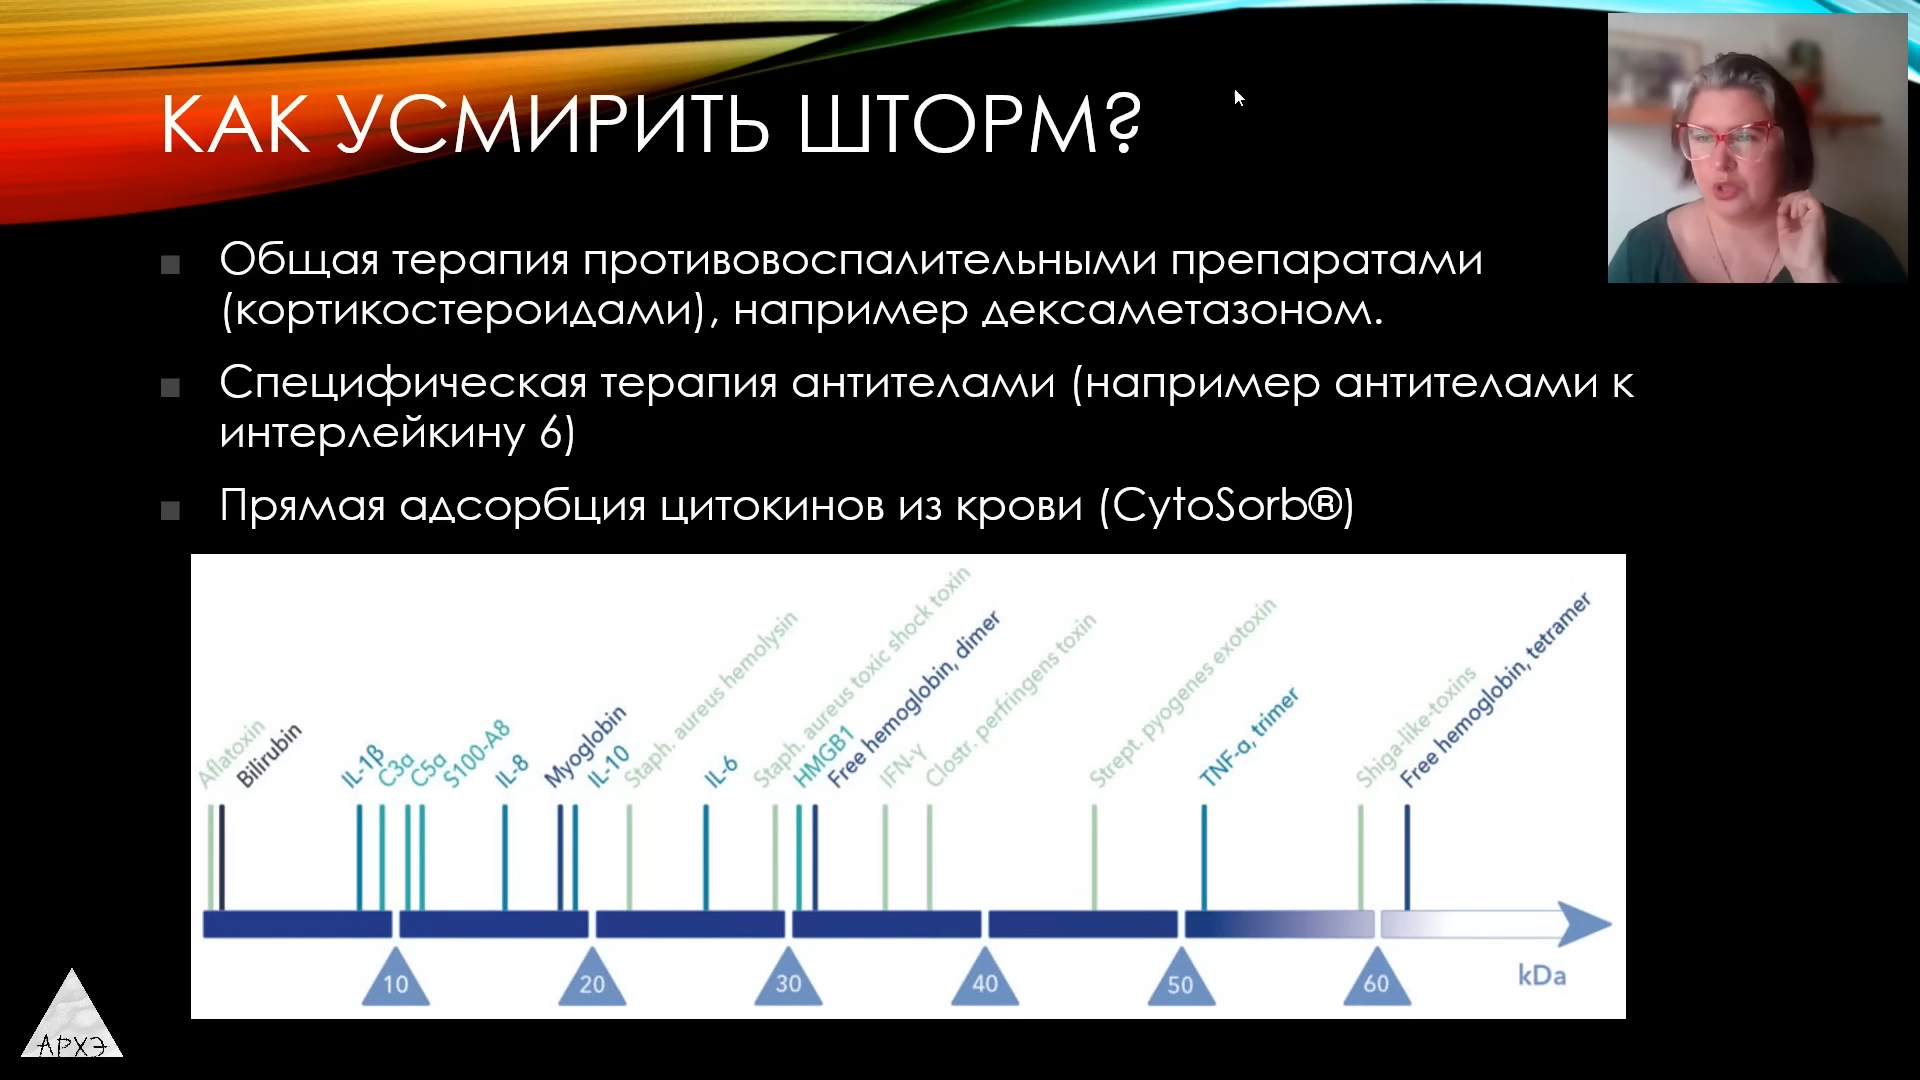 КАК УСМИРИТЬ ШТОРМ?
Общая терапия противовоспалительными препаратами
(кортикостероидами), например дексаметазоном.
Специфическая терапия антителами (например антителами к
интерлейкину 6)
Прямая адсорбция цитокинов из крови (CytoSorb®)
Aflatoxin
Bilirubin
IL-1β
C3a
C5a
S100-A8
IL-8
Myoglobin
IL-10
Staph. aureus hemolysin
IL-6
Staph. aureus toxic shock toxin
HMGB1
Free hemoglobin, dimer
IFN-γ
Clostr. perfringens toxin
Strept. pyogenes exotoxin
TNF-α, trimer
Shiga-like-toxins
Free hemoglobin, tetramer
10
20
30
40
50
60
kDa
АРХЭ